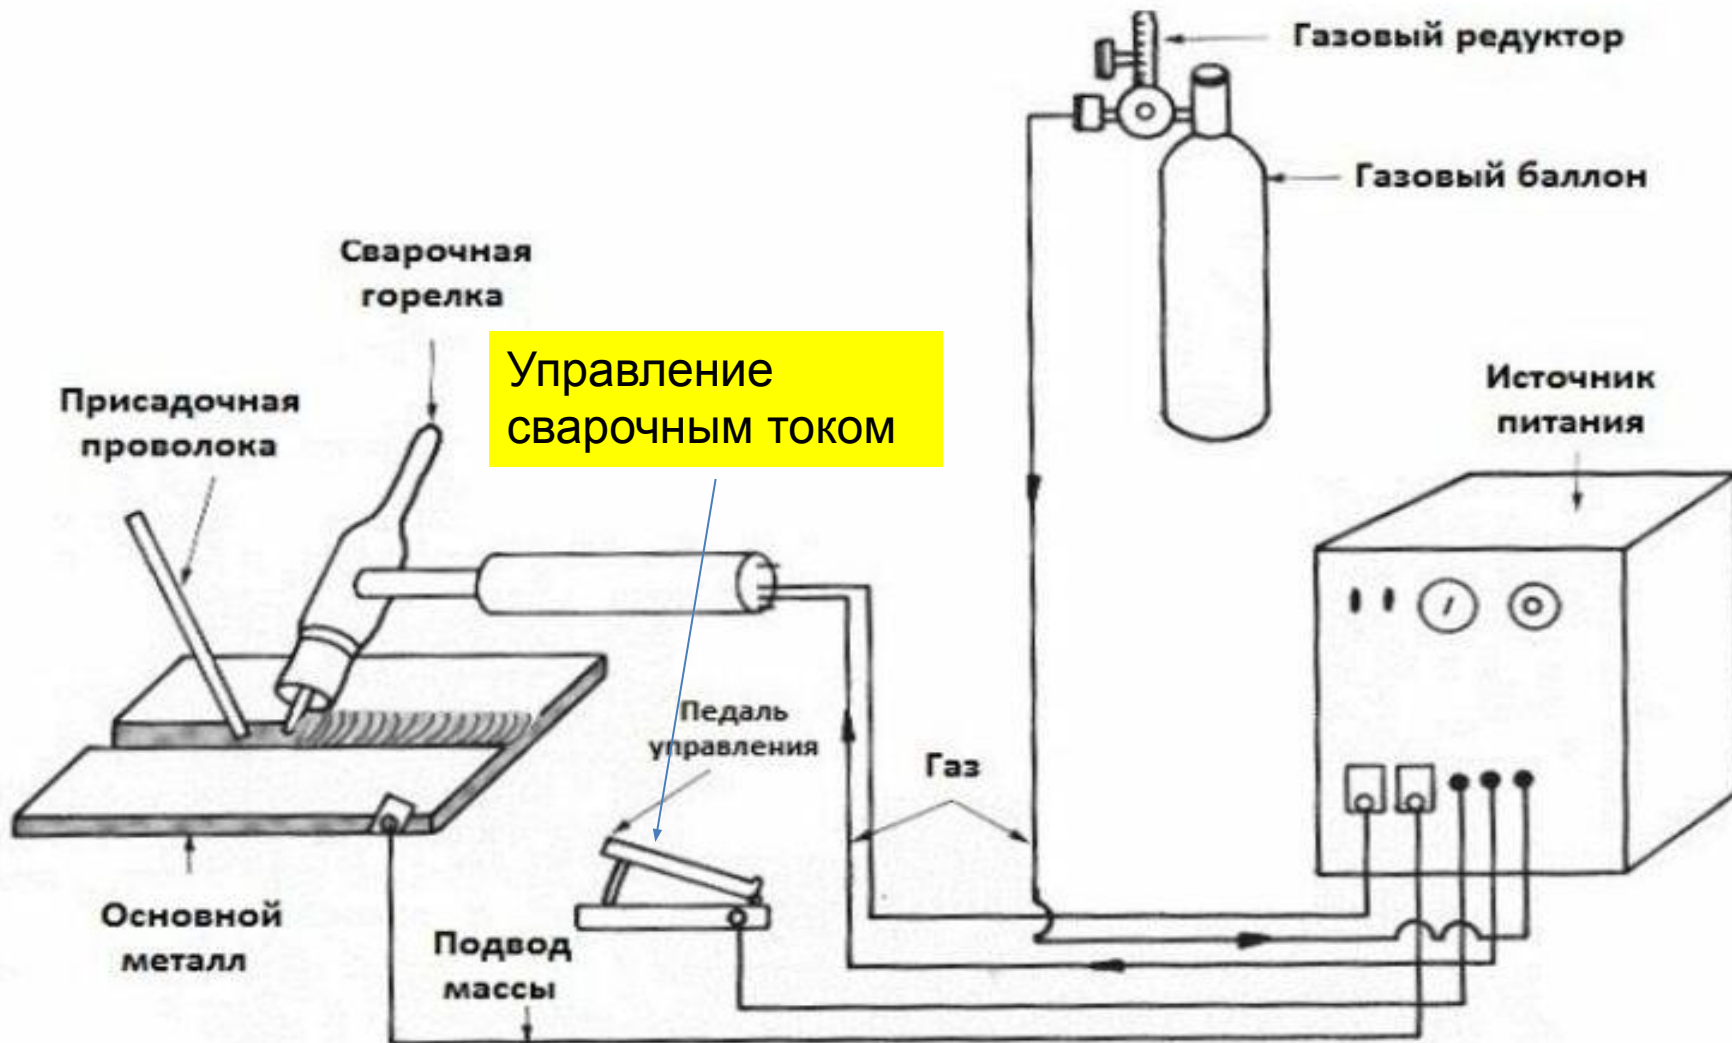 Газовый редуктор
Газовый баллон
Сварочная
горелка
Управление
сварочным током
Присадочная
проволока
Источник
питания
Педаль
управления
Газ
Основной
металл
Подвод
массы